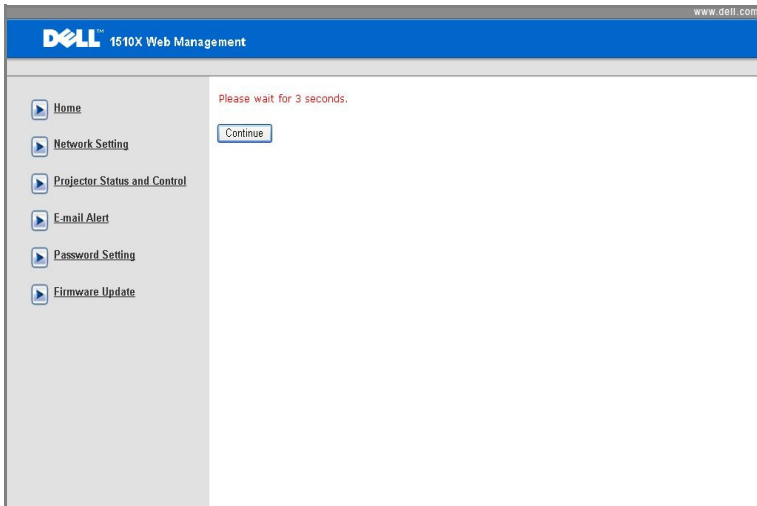 www.dell.com
DELL™ 1510X Web Management
Please wait for 3 seconds.
Continue
Home
Network Setting
Projector Status and Control
E-mail Alert
Password Setting
Firmware Update